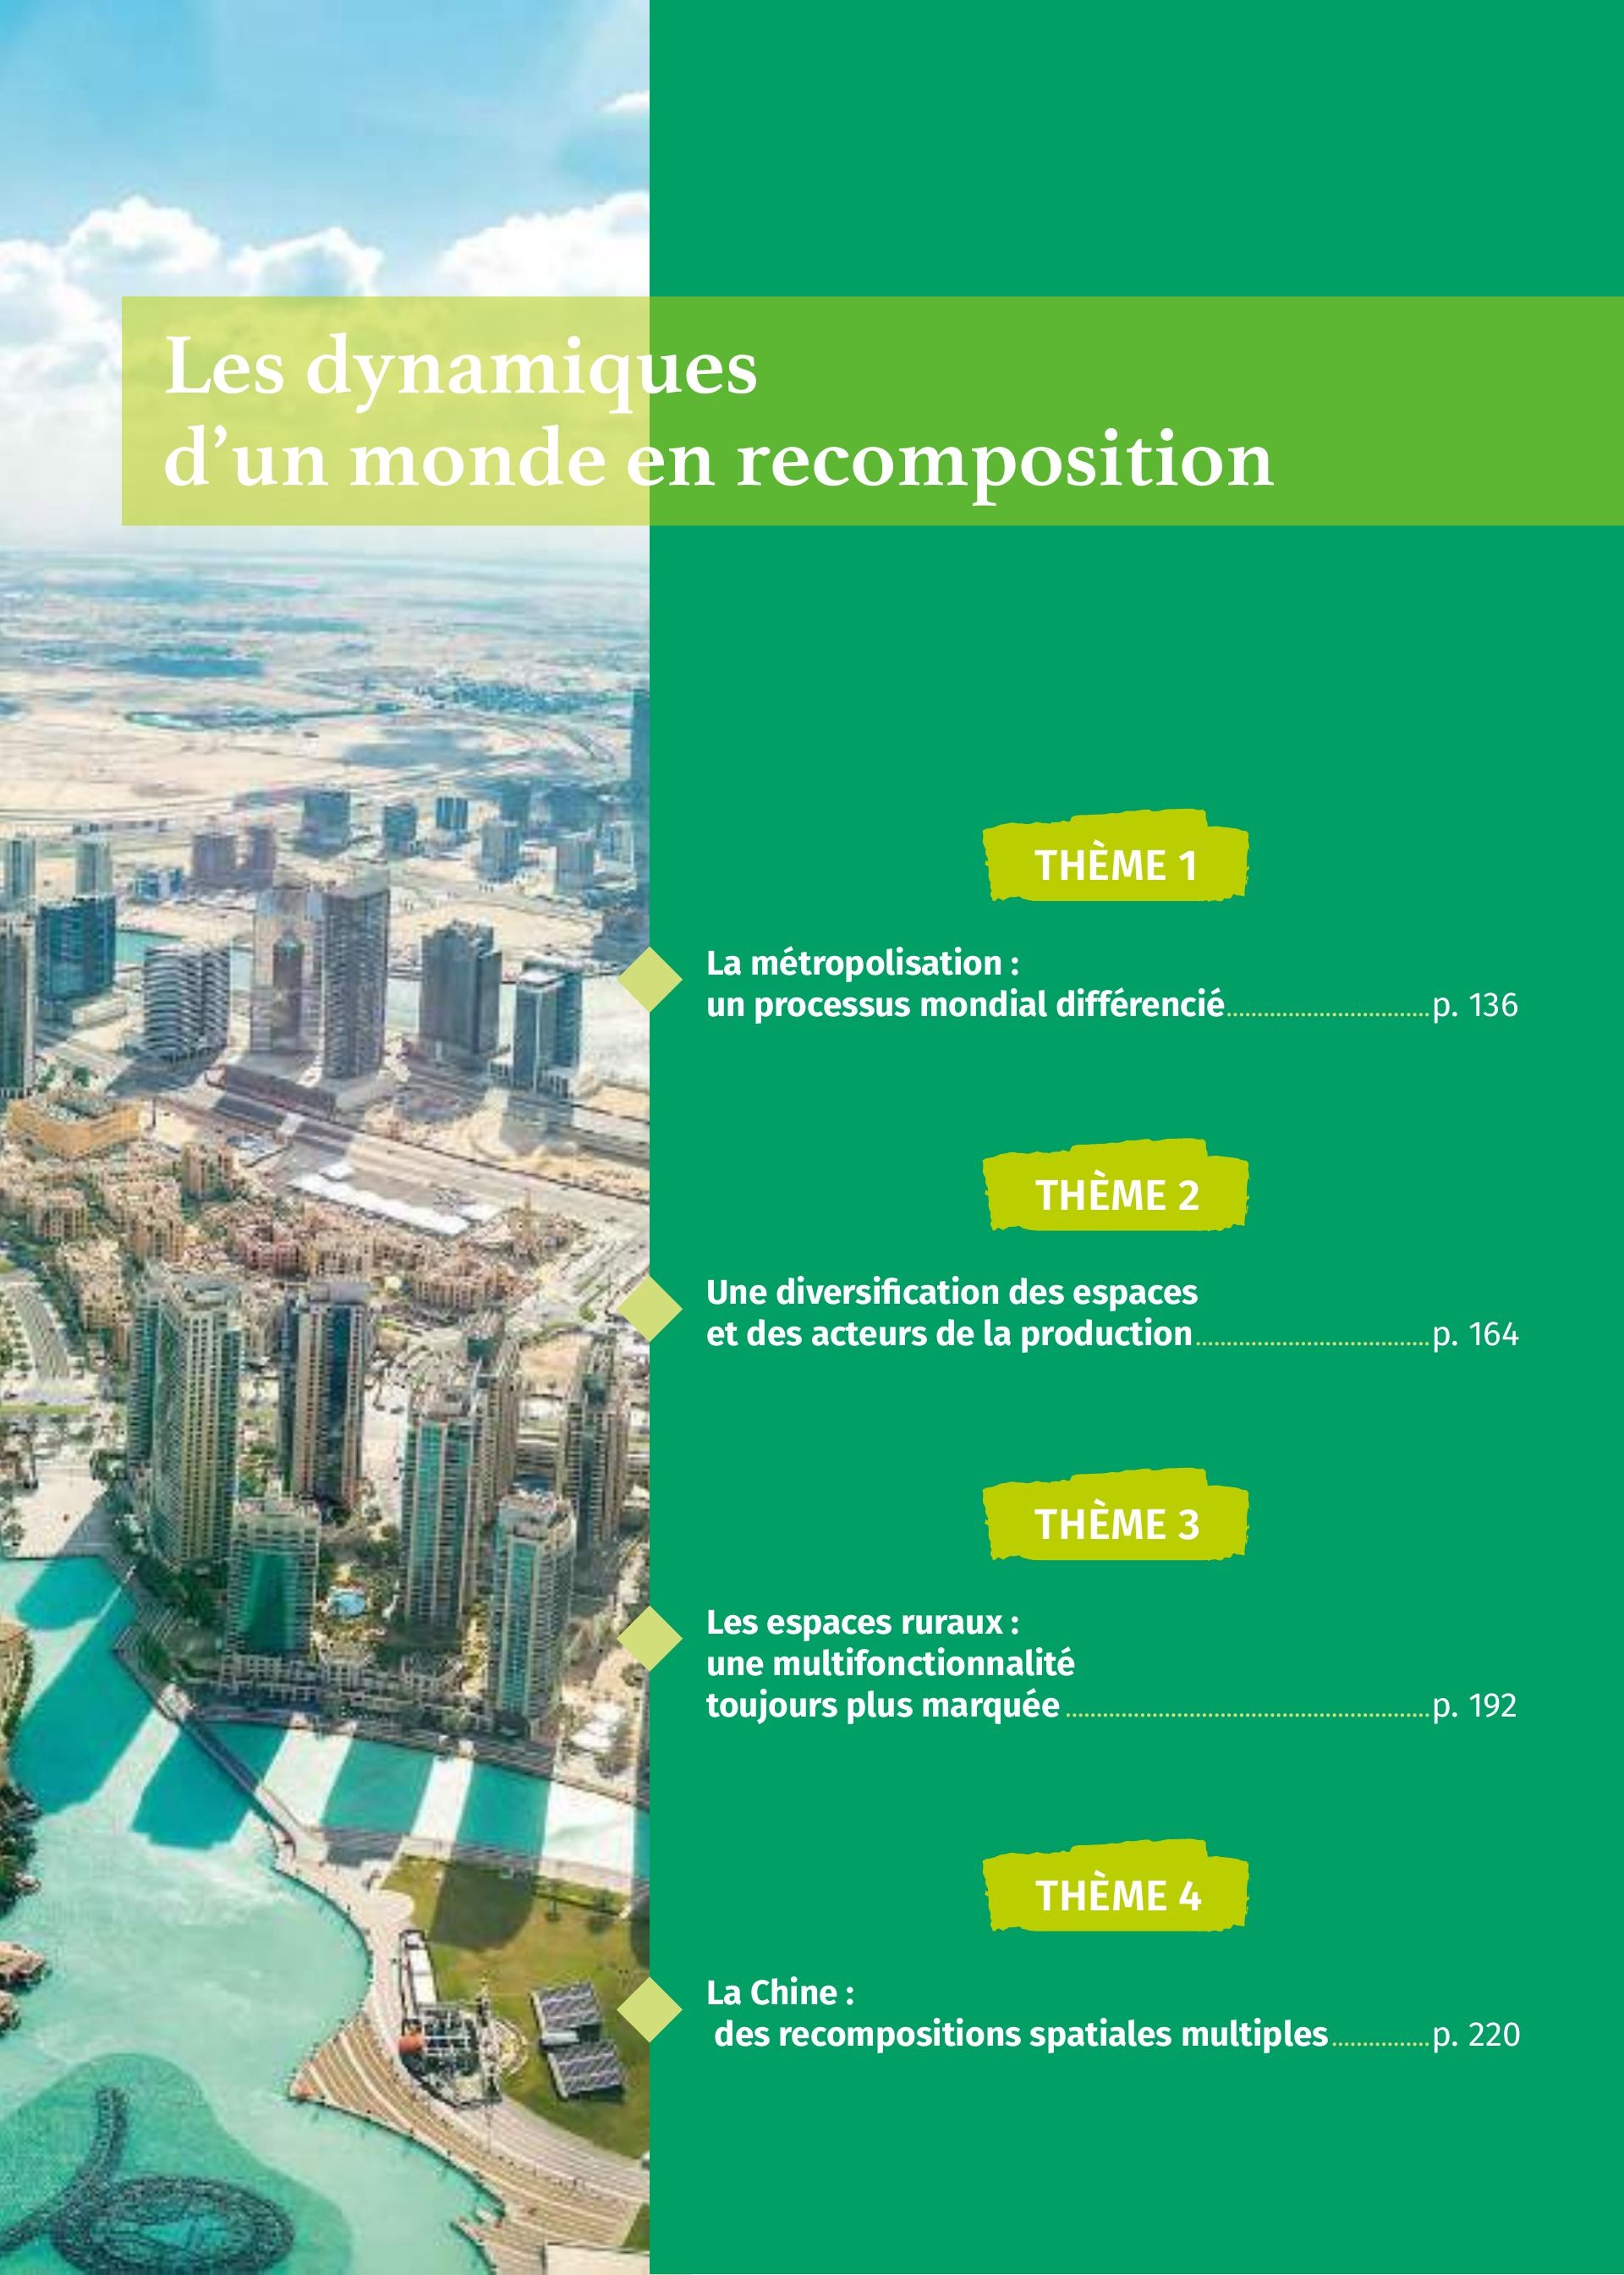 Les dynamiques
d’un monde en recomposition
THÈME 1
La métropolisation :
un processus mondial différencié..................................p. 136
THÈME 2
Une diversification des espaces
et des acteurs de la production.......................................p. 164
THÈME 3
Les espaces ruraux :
une multifonctionnalité
toujours plus marquée ............................................................p. 192
THÈME 4
La Chine :
des recompositions spatiales multiples................p. 220